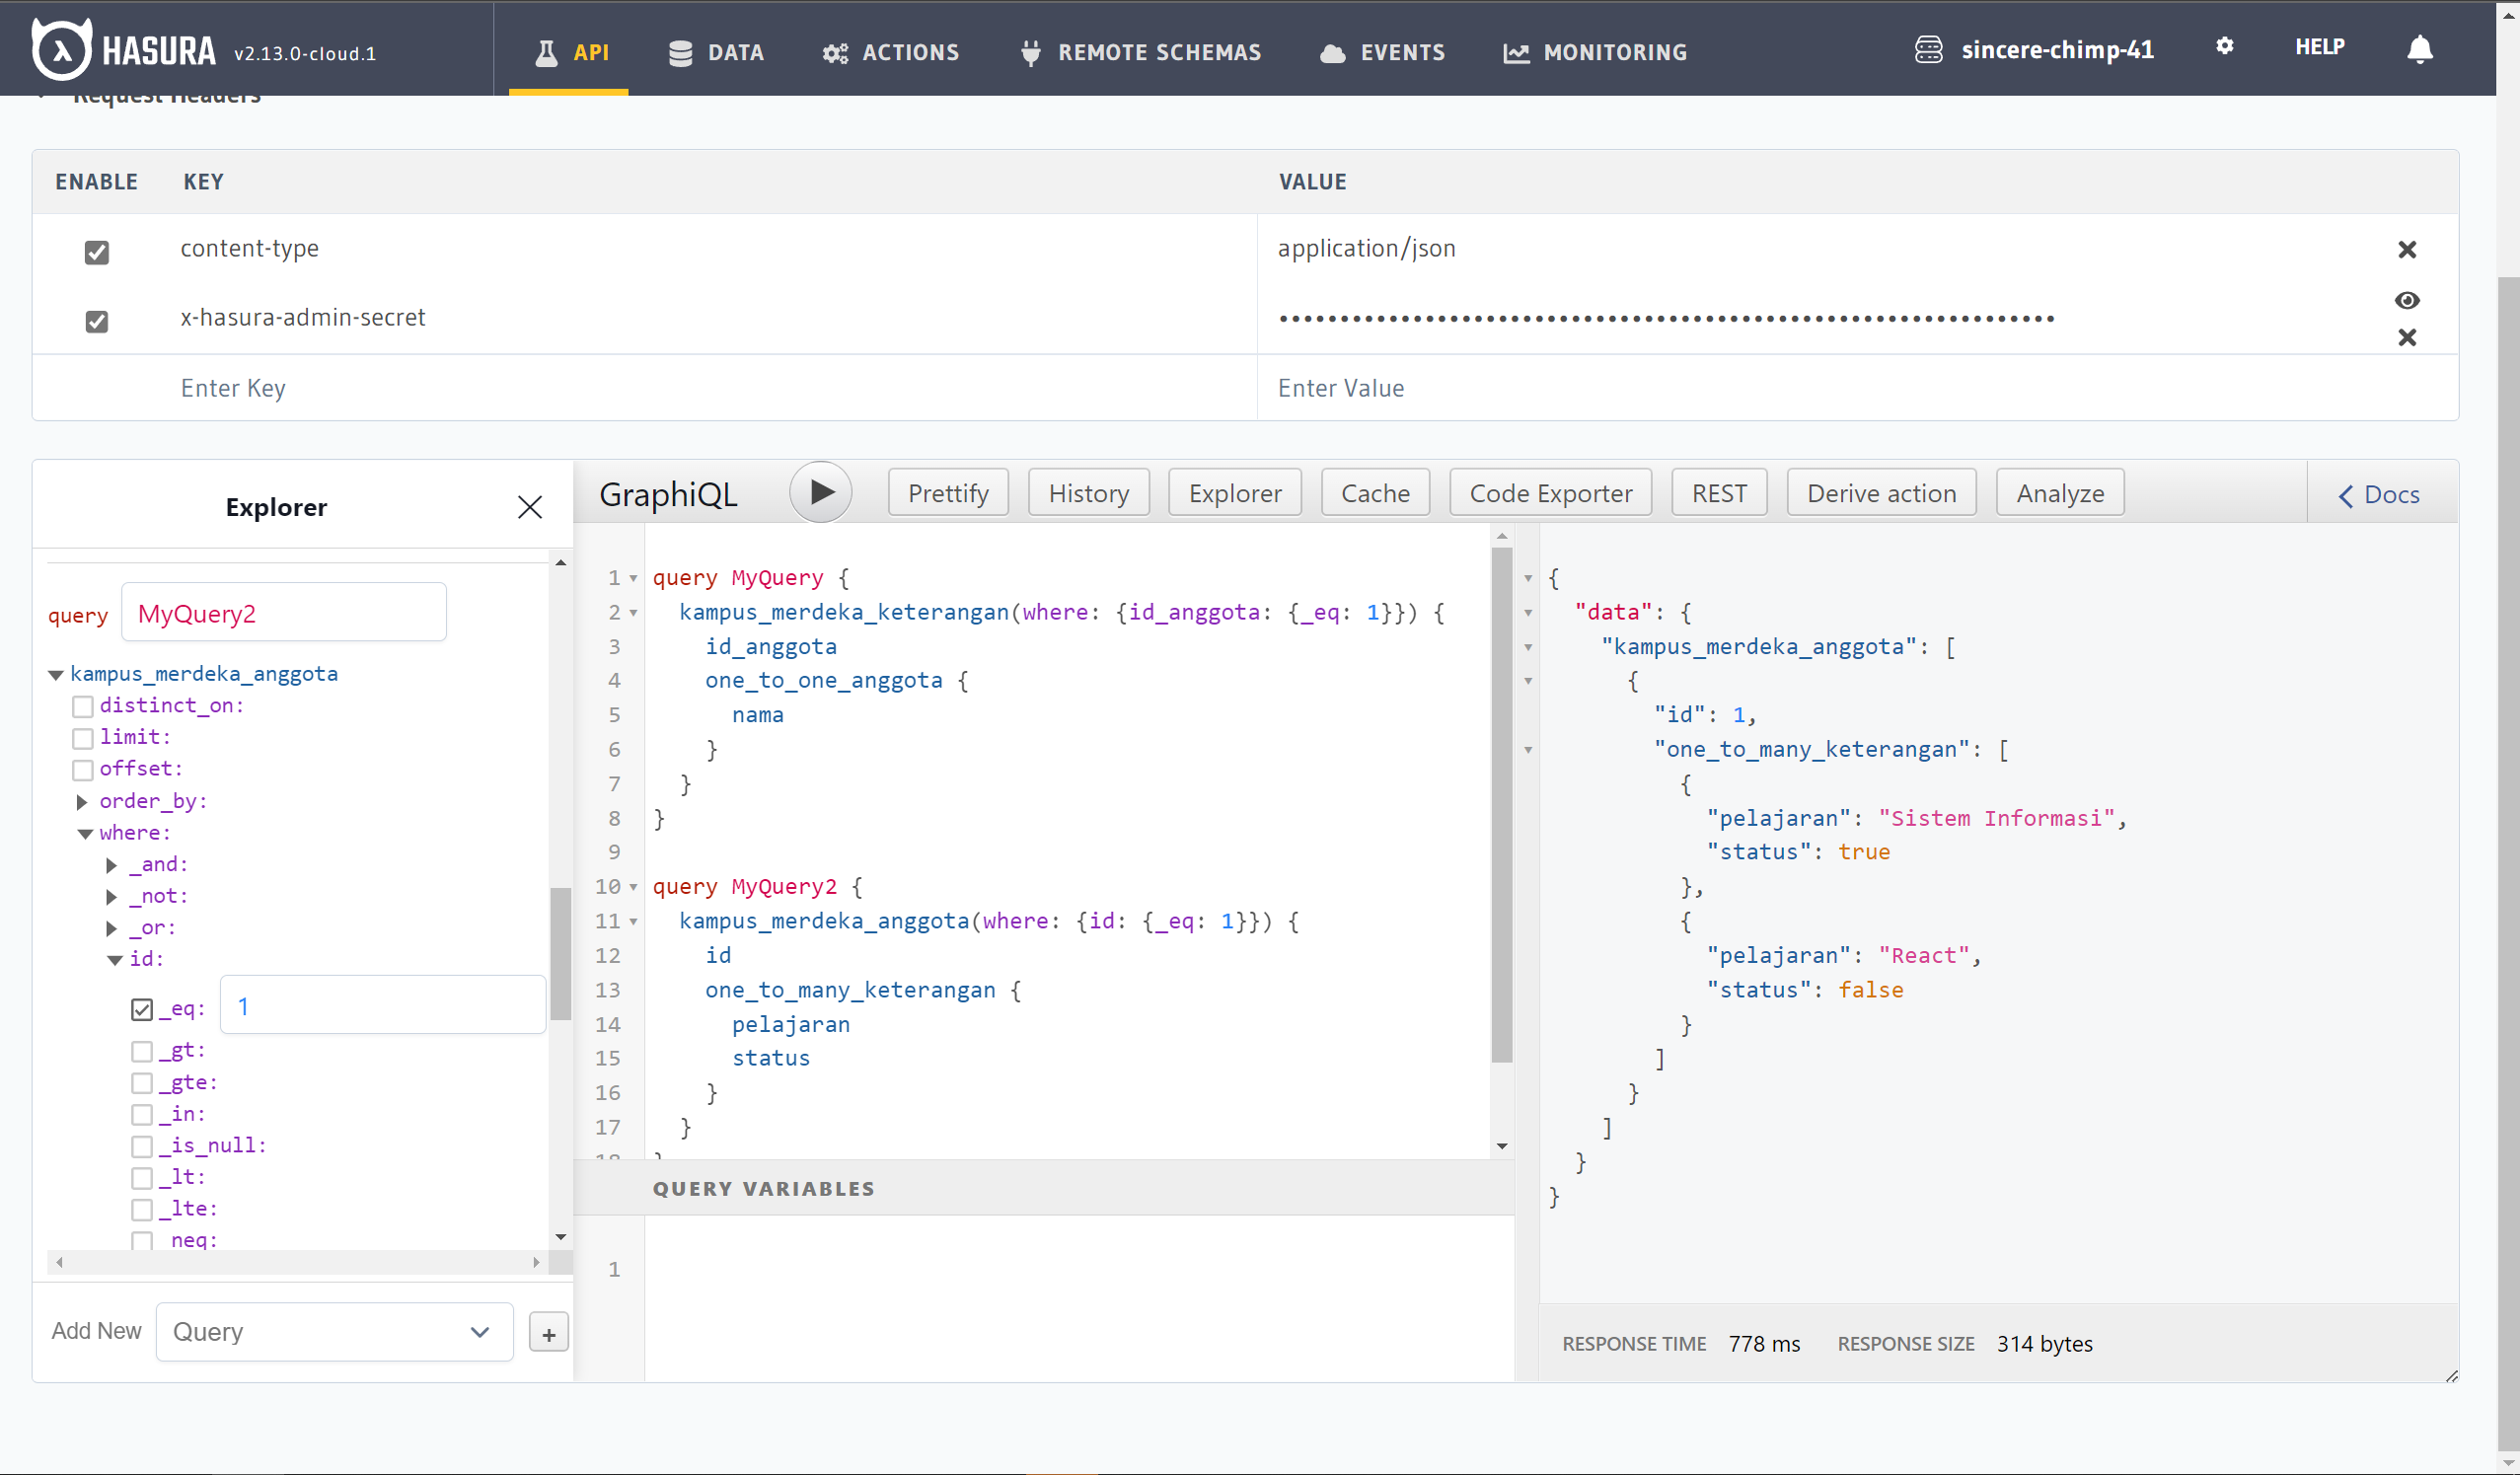 HASURA v2.13.0-cloud.1 API DATA ACTIONS REMOTE SCHEMAS EVENTS MONITORING sincere-chimp-41 HELP
Request Headers
ENABLE KEY VALUE
content-type application/json
x-hasura-admin-secret ••••••••••••••••••••••••••••••••••••••••••••••••••••••••••••••••
Enter Key Enter Value
Explorer
query MyQuery2
kampus_merdeka_anggota
distinct_on:
limit:
offset:
order_by:
where:
_and:
_not:
_or:
id:
_eq: 1
_gt:
_gte:
_in:
_is_null:
_lt:
_lte:
_neq:
Add New Query +
GraphiQL Prettify History Explorer Cache Code Exporter REST Derive action Analyze Docs
1 query MyQuery {
2 kampus_merdeka_keterangan(where: {id_anggota: {_eq: 1}}) {
3 id_anggota
4 one_to_one_anggota {
5 nama
6 }
7 }
8 }
9
10 query MyQuery2 {
11 kampus_merdeka_anggota(where: {id: {_eq: 1}}) {
12 id
13 one_to_many_keterangan {
14 pelajaran
15 status
16 }
17 }
18 }
QUERY VARIABLES
1
{
"data": {
"kampus_merdeka_anggota": [
{
"id": 1,
"one_to_many_keterangan": [
{
"pelajaran": "Sistem Informasi",
"status": true
},
{
"pelajaran": "React",
"status": false
}
]
}
]
}
}
RESPONSE TIME 778 ms RESPONSE SIZE 314 bytes